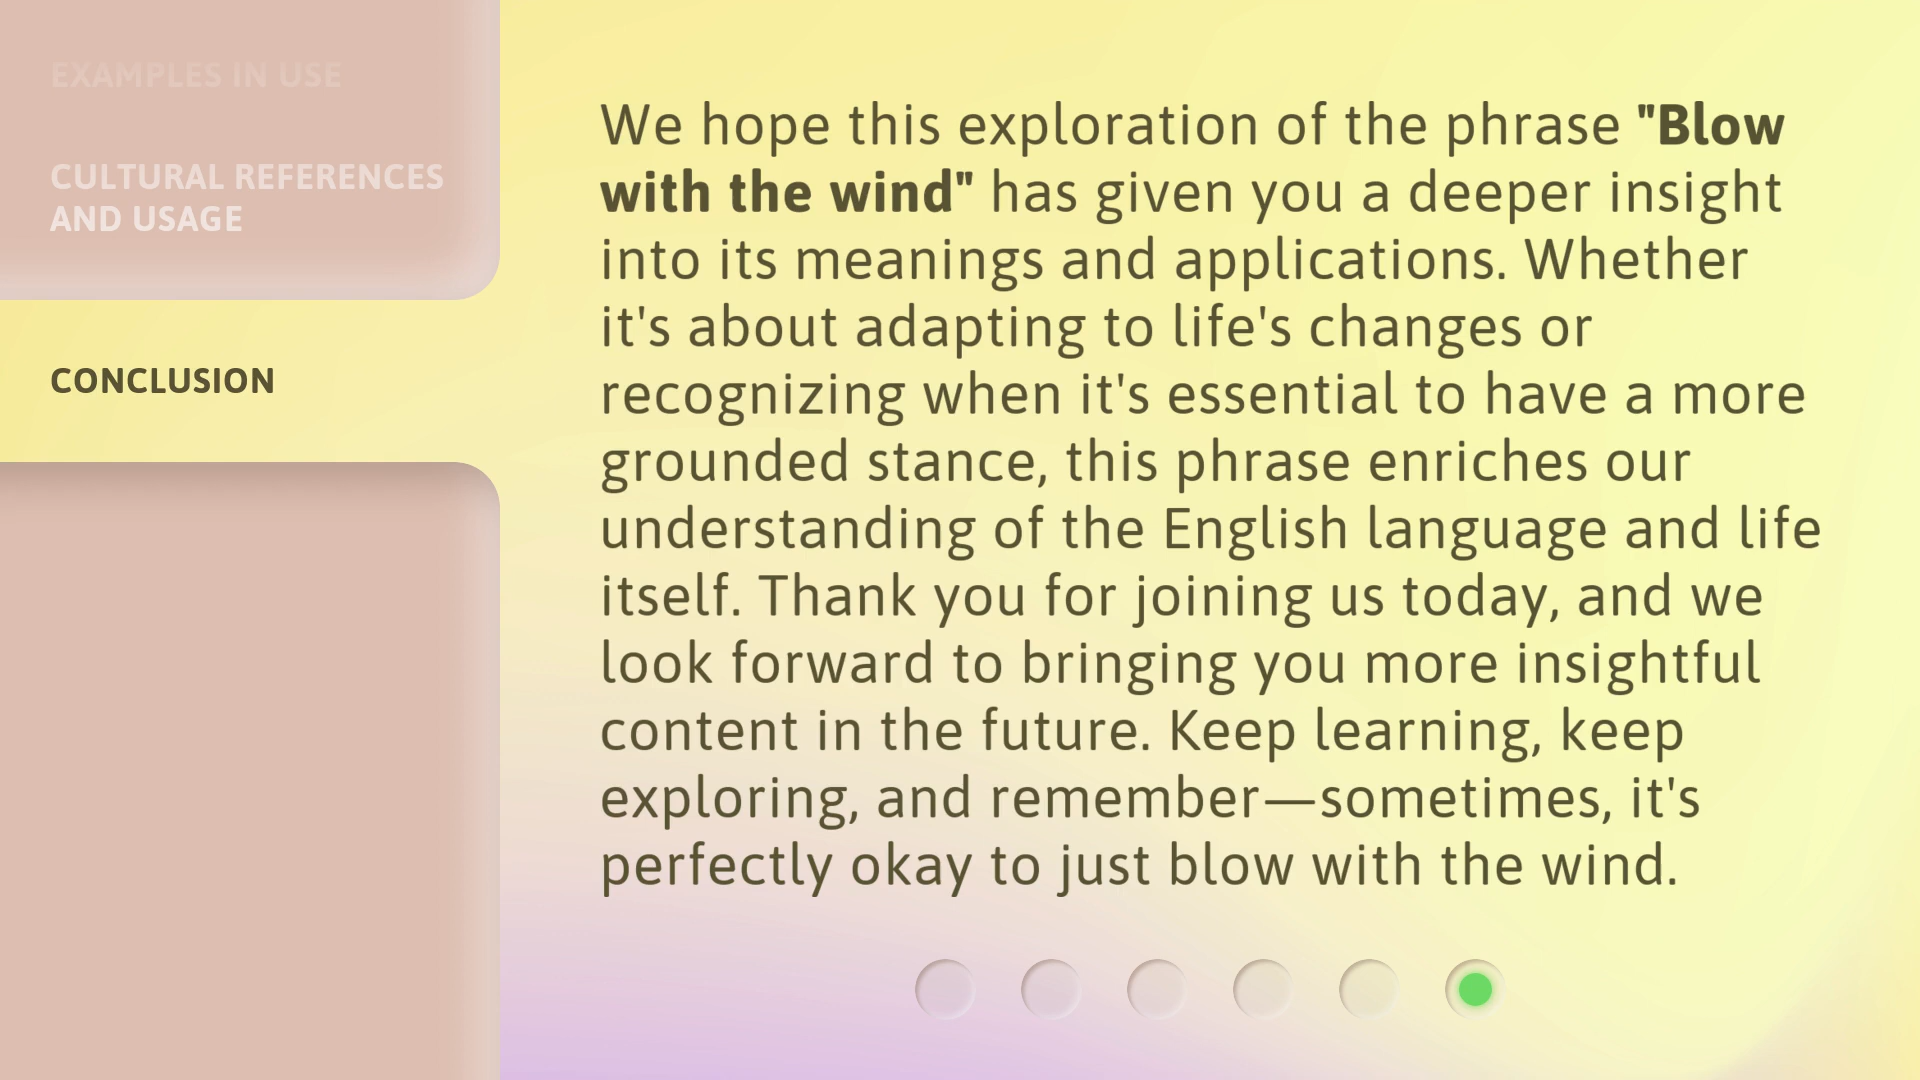 EXAMPLES IN USE
CULTURAL REFERENCES
AND USAGE
CONCLUSION
We hope this exploration of the phrase "Blow
with the wind" has given you a deeper insight
into its meanings and applications. Whether
it's about adapting to life's changes or
recognizing when it's essential to have a more
grounded stance, this phrase enriches our
understanding of the English language and life
itself. Thank you for joining us today, and we
look forward to bringing you more insightful
content in the future. Keep learning, keep
exploring, and remember—sometimes, it's
perfectly okay to just blow with the wind.